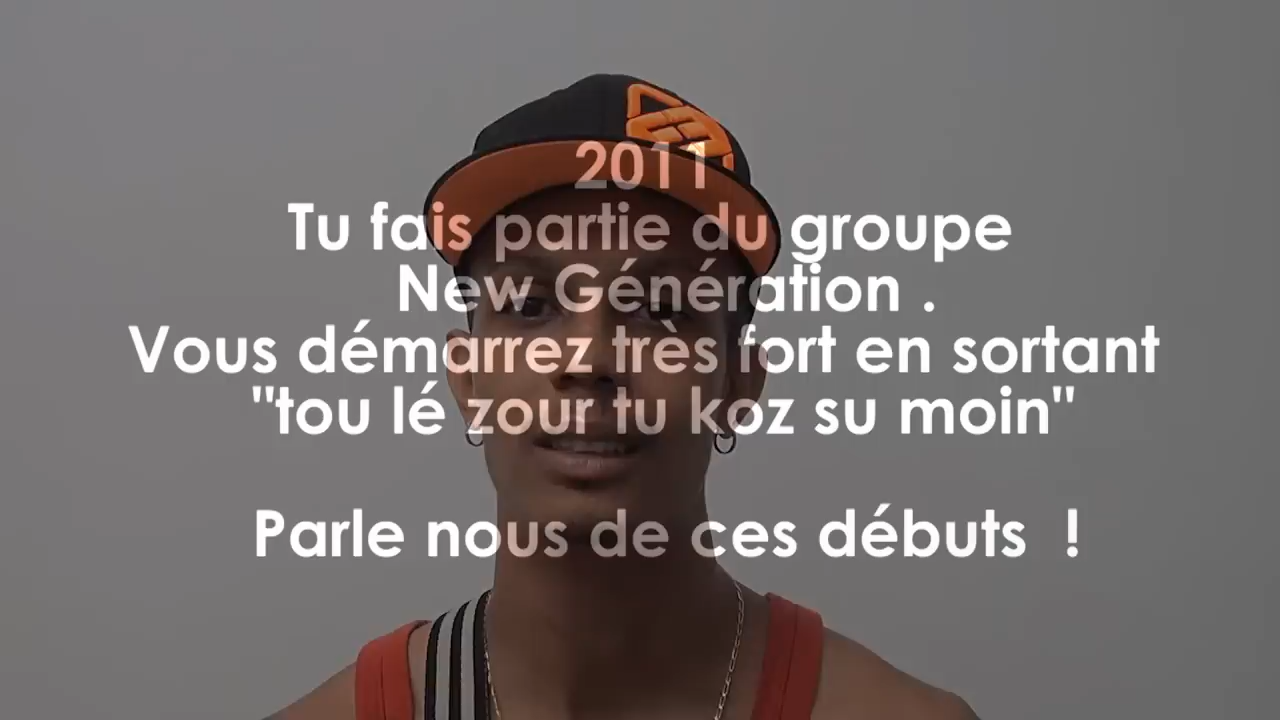 2011
Tu fais partie du groupe
New Génération .
Vous démarrez très fort en sortant
"tou lé zour tu koz su moin"
Parle nous de ces débuts  !